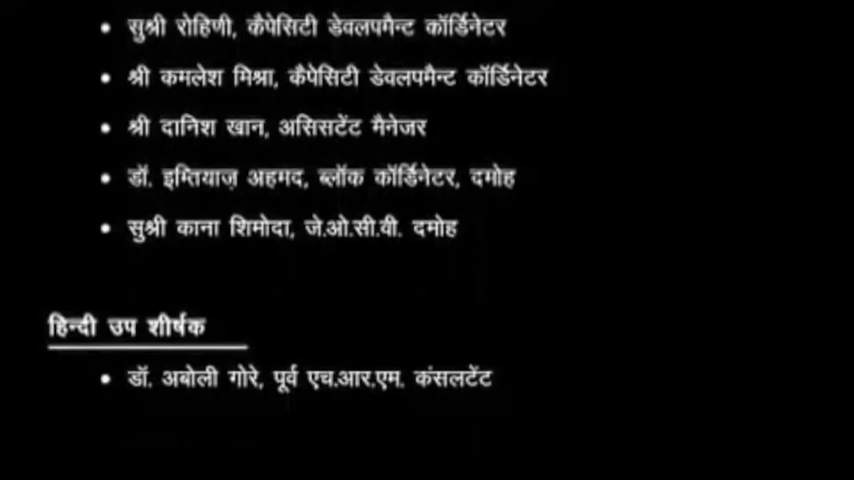 • सुश्री रोहिणी, कैपेसिटी डेवलपमैन्ट कॉर्डिनेटर
• श्री कमलेश मिश्रा, कैपेसिटी डेवलपमैन्ट कॉर्डिनेटर
• श्री दानिश खान, असिसटेंट मैनेजर
• डॉ. इम्तियाज़ अहमद, ब्लॉक कॉर्डिनेटर, दमोह
• सुश्री काना शिमोदा, जे.ओ.सी.वी. दमोह
हिन्दी उप शीर्षक
• डॉ. अबोली गोरे, पूर्व एच.आर.एम. कंसलटेंट